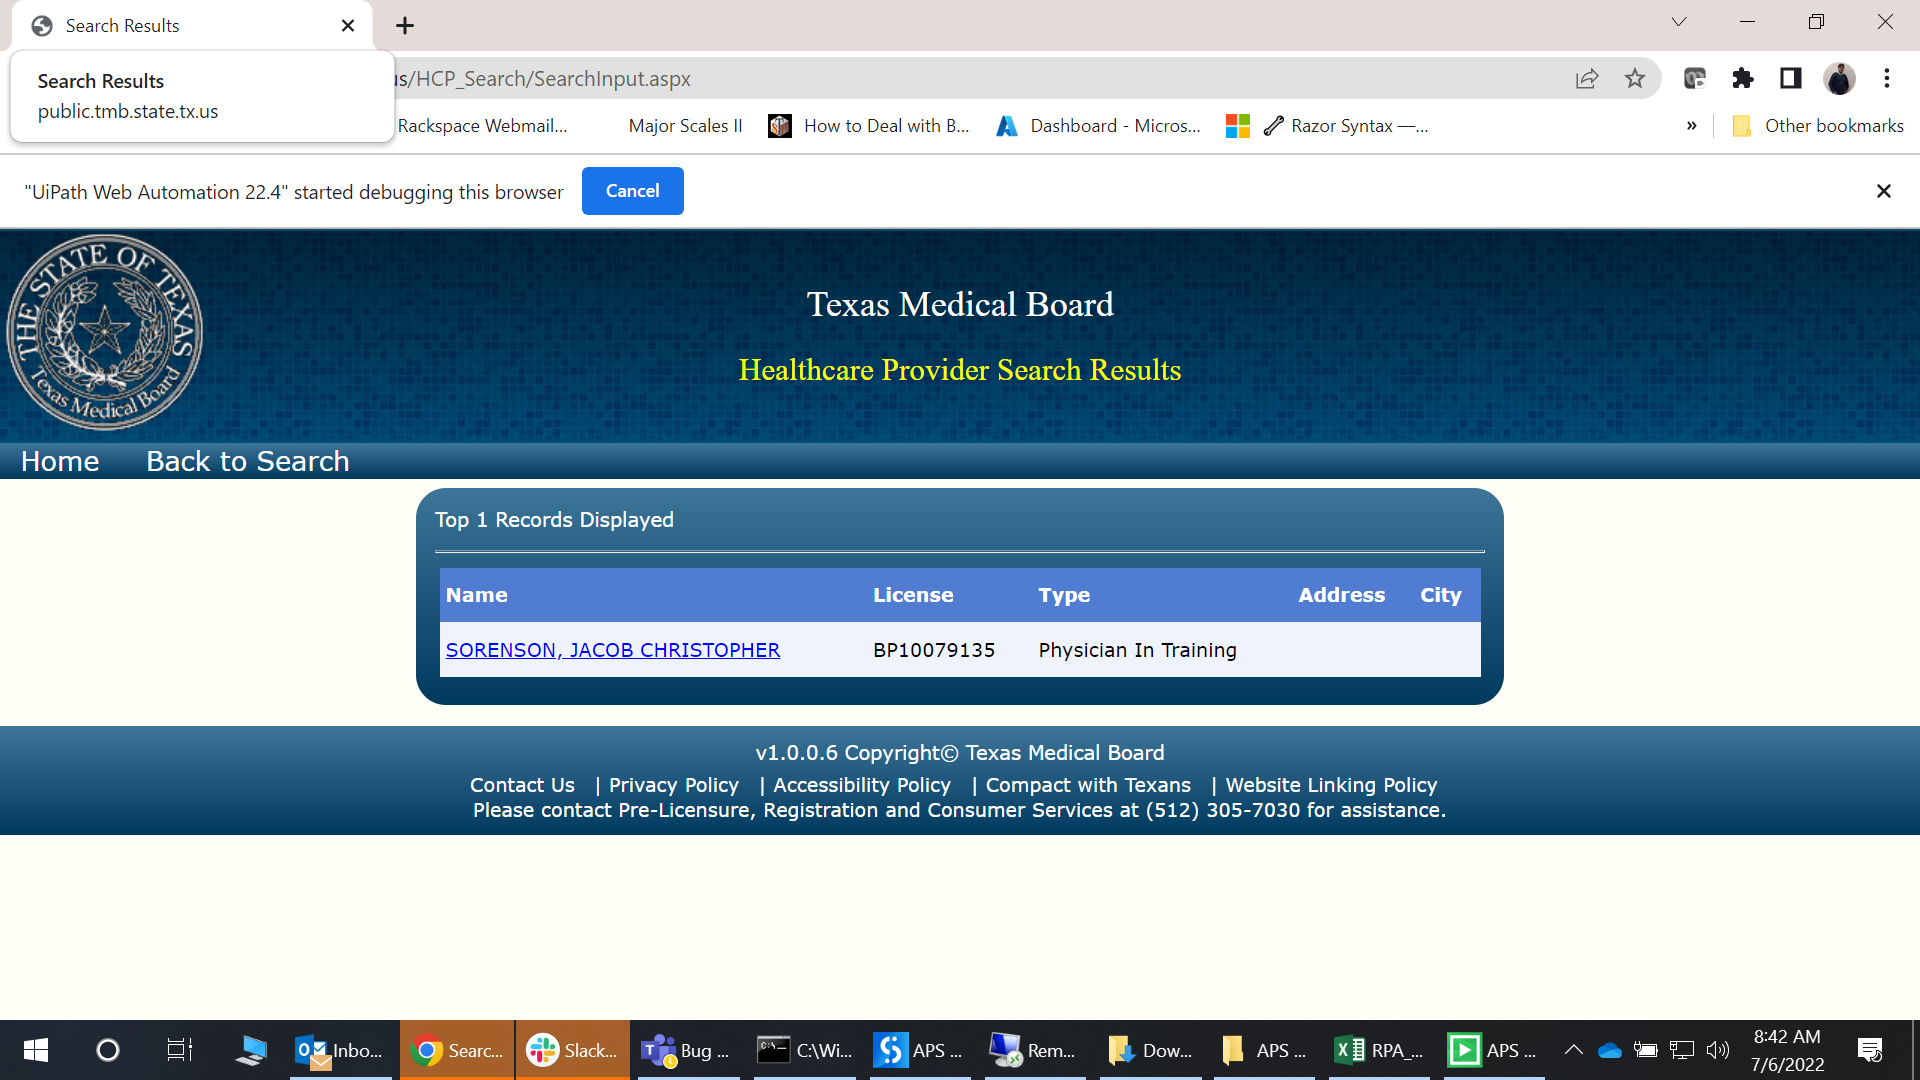 Search Results
Search Results
public.tmb.state.tx.us
us/HCP_Search/SearchInput.aspx
Rackspace Webmail...
Major Scales II
How to Deal with B...
Dashboard - Micros...
Razor Syntax —...
»
Other bookmarks
"UiPath Web Automation 22.4" started debugging this browser
Cancel
THE STATE OF TEXAS
Texas Medical Board
Texas Medical Board
Healthcare Provider Search Results
Home Back to Search
Top 1 Records Displayed
Name License Type Address City
SORENSON, JACOB CHRISTOPHER BP10079135 Physician In Training
v1.0.0.6 Copyright© Texas Medical Board
Contact Us | Privacy Policy | Accessibility Policy | Compact with Texans | Website Linking Policy
Please contact Pre-Licensure, Registration and Consumer Services at (512) 305-7030 for assistance.
Inbo...
Searc...
Slack...
Bug ...
C:\Wi...
APS ...
Rem...
Dow...
APS ...
RPA_...
APS ...
8:42 AM
7/6/2022